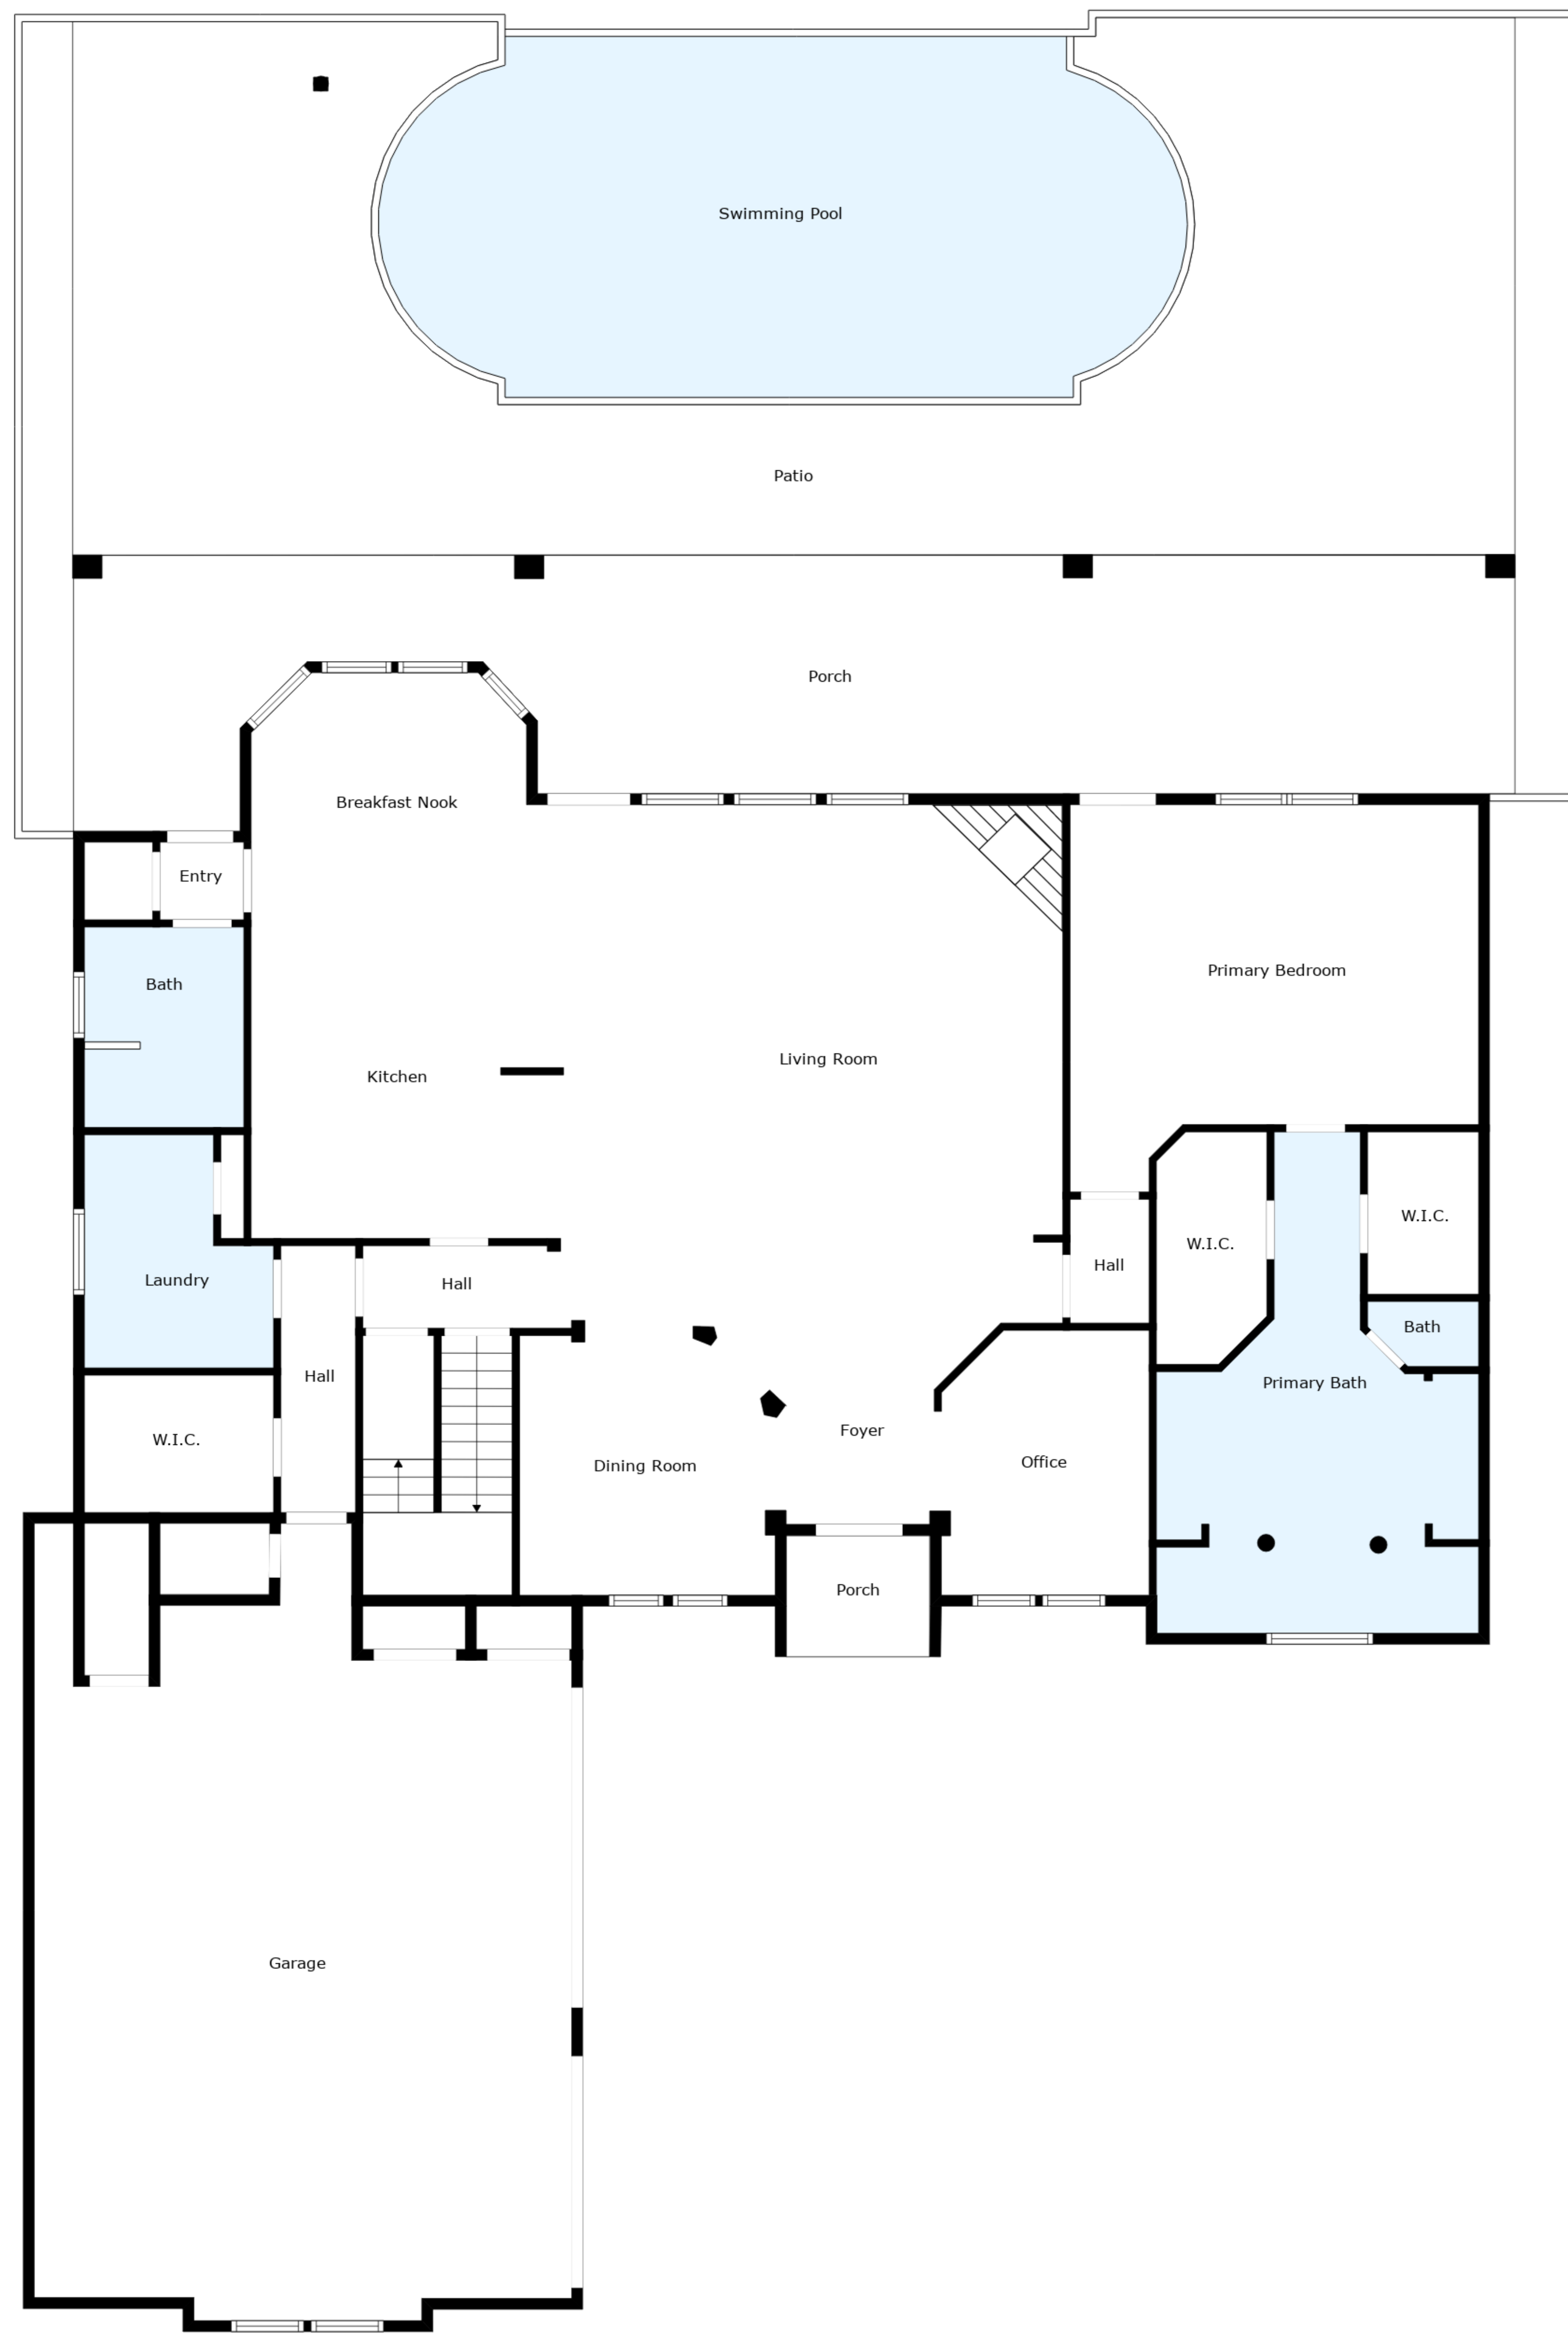 Swimming Pool
Patio
Porch
Breakfast Nook
Entry
Primary Bedroom
Bath
Living Room
Kitchen
W.I.C.
W.I.C.
Hall
Laundry
Hall
Bath
Hall
Primary Bath
Foyer
W.I.C.
Office
Dining Room
Porch
Garage